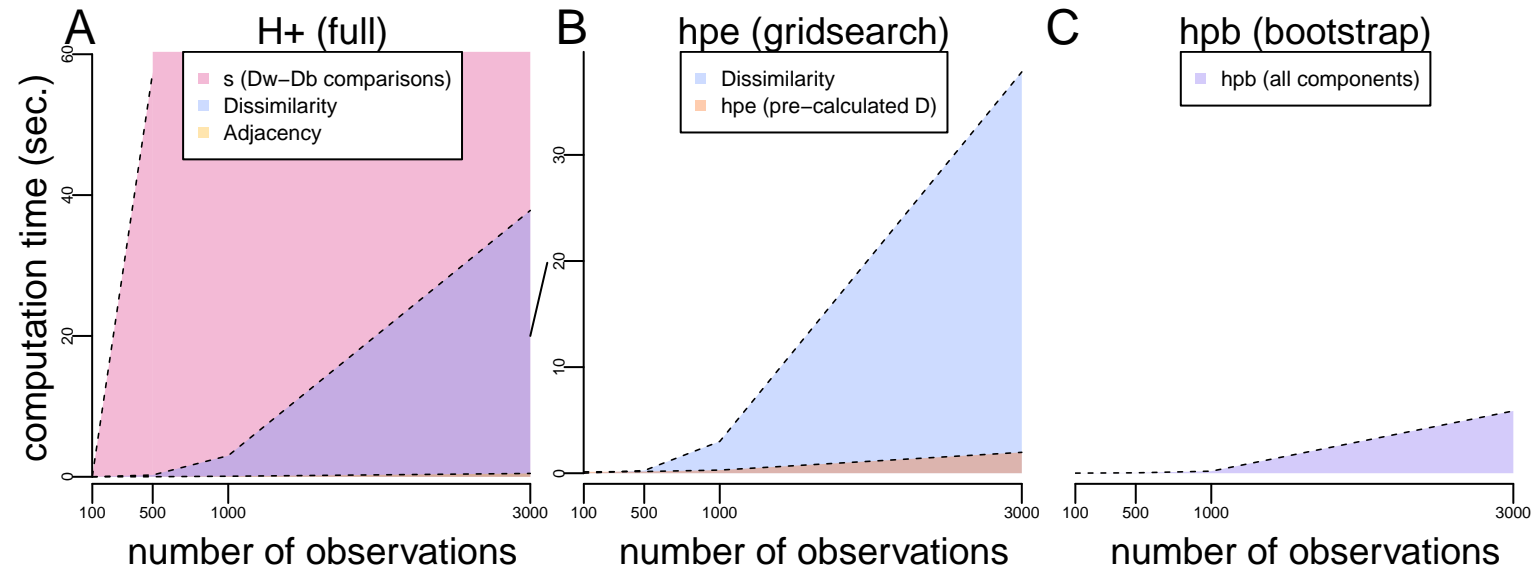 A
H+ (full)
computation time (sec.)
60
40
20
0
s (Dw−Db comparisons)
Dissimilarity
Adjacency
100
500
1000
3000
number of observations
B
hpe (gridsearch)
30
20
10
0
Dissimilarity
hpe (pre−calculated D)
100
500
1000
3000
number of observations
C
hpb (bootstrap)
hpb (all components)
100
500
1000
3000
number of observations